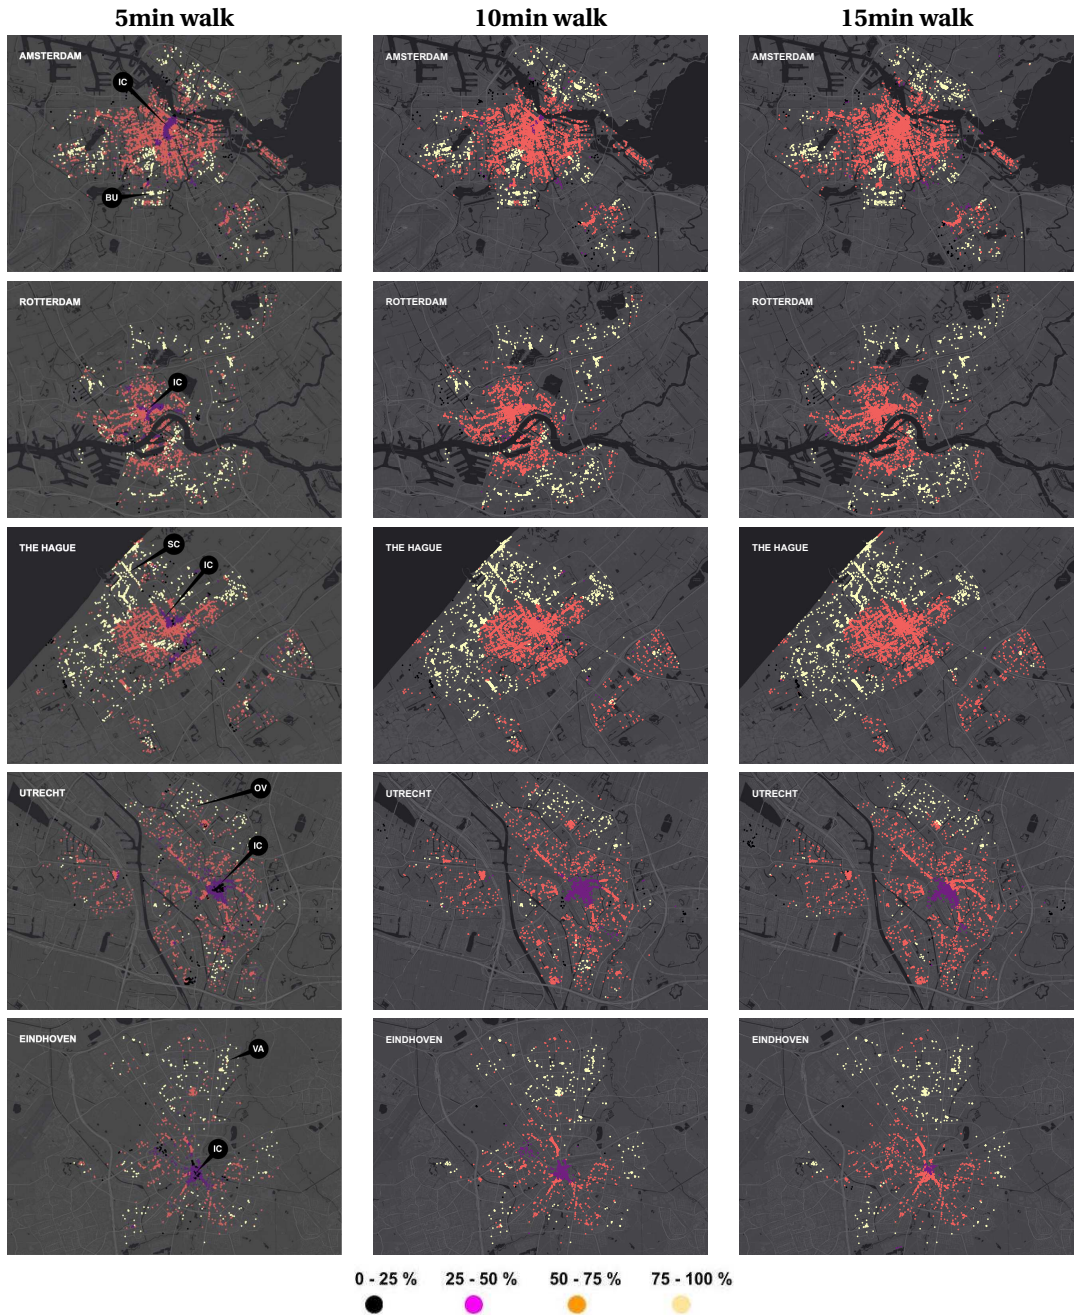 5min walk 10min walk 15min walk
AMSTERDAM AMSTERDAM AMSTERDAM
IC
BU
ROTTERDAM ROTTERDAM ROTTERDAM
IC
THE HAGUE THE HAGUE THE HAGUE
SC
IC
UTRECHT UTRECHT UTRECHT
OV
IC
EINDHOVEN EINDHOVEN EINDHOVEN
VA
IC
0 - 25 % 25 - 50 % 50 - 75 % 75 - 100 %